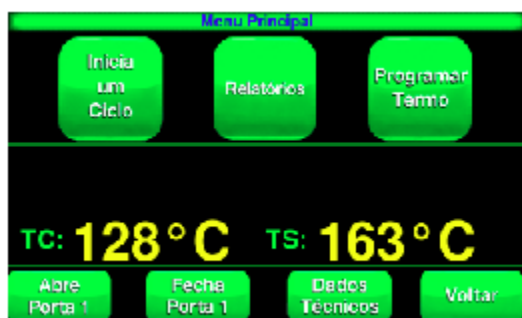 Menu Principal
Inicia
um
Ciclo
Relatórios
Programar
Termo
TC: 128°C TS: 163°C
Abre
Porta 1
Fecha
Porta 1
Dados
Técnicos
Voltar